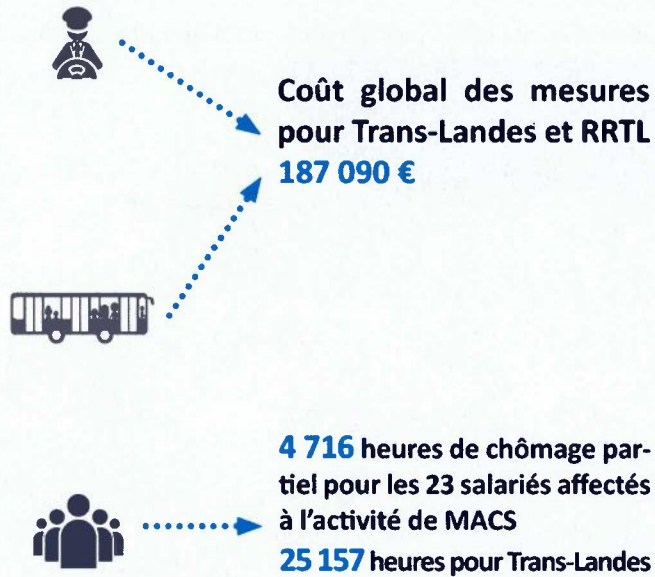 Coût global des mesures
pour Trans-Landes et RRTL
187 090 €
4 716 heures de chômage par-
tiel pour les 23 salariés affectés
à l'activité de MACS
25 157 heures pour Trans-Landes